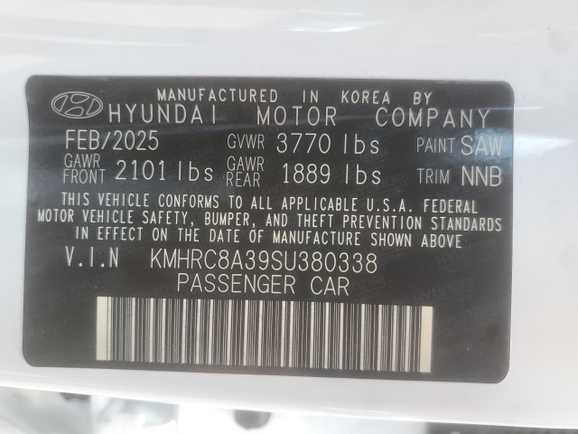 MANUFACTURED IN KOREA BY
HYUNDAI MOTOR COMPANY
FEB/2025 GVWR 3770 lbs PAINT SAW
GAWR FRONT 2101 lbs GAWR REAR 1889 lbs TRIM NNB
THIS VEHICLE CONFORMS TO ALL APPLICABLE U.S.A. FEDERAL
MOTOR VEHICLE SAFETY, BUMPER, AND THEFT PREVENTION STANDARDS
IN EFFECT ON THE DATE OF MANUFACTURE SHOWN ABOVE.
V.I.N KMHRC8A39SU380338
PASSENGER CAR